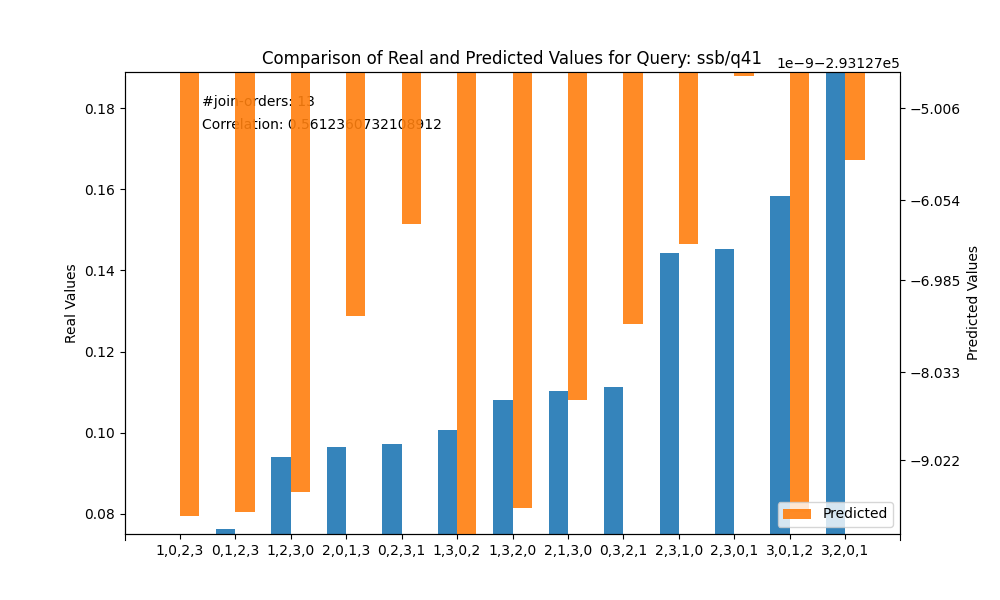 Comparison of Real and Predicted Values for Query: ssb/q41
1e−9−2.93127e5
#join-orders: 13
Correlation: 0.5612360732108912
0.18
0.16
0.14
0.12
0.10
0.08
Real Values
−5.006
−6.054
−6.985
−8.033
−9.022
Predicted Values
Predicted
1,0,2,3 0,1,2,3 1,2,3,0 2,0,1,3 0,2,3,1 1,3,0,2 1,3,2,0 2,1,3,0 0,3,2,1 2,3,1,0 2,3,0,1 3,0,1,2 3,2,0,1